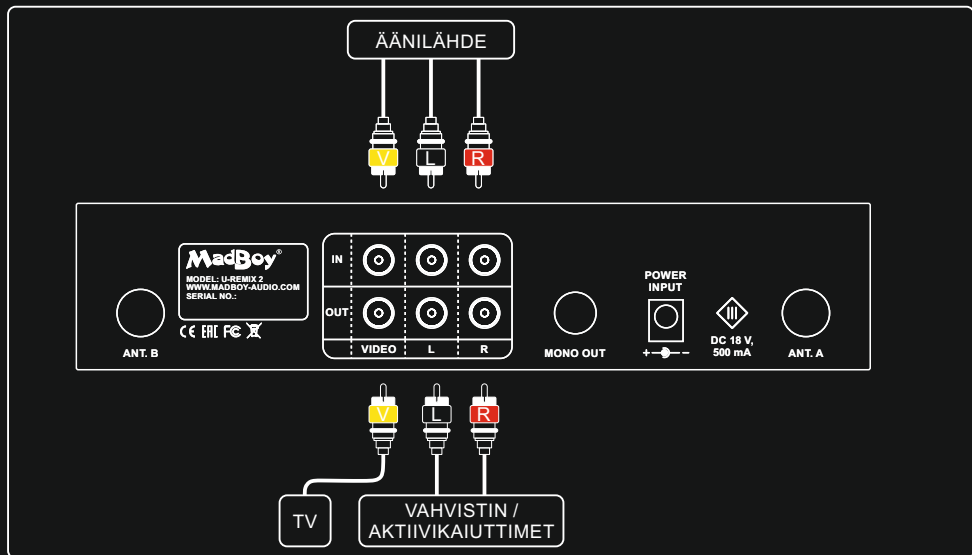 ÄÄNILÄHDE
V L R
MadBoy®
MODEL: U-REMIX 2
WWW.MADBOY-AUDIO.COM
SERIAL NO.:
CE EAC FC
ANT. B
IN
OUT
VIDEO L R
MONO OUT
POWER
INPUT
+ -
III
DC 18 V,
500 mA
ANT. A
V L R
TV
VAHVISTIN /
AKTIIVIKAIUTTIMET